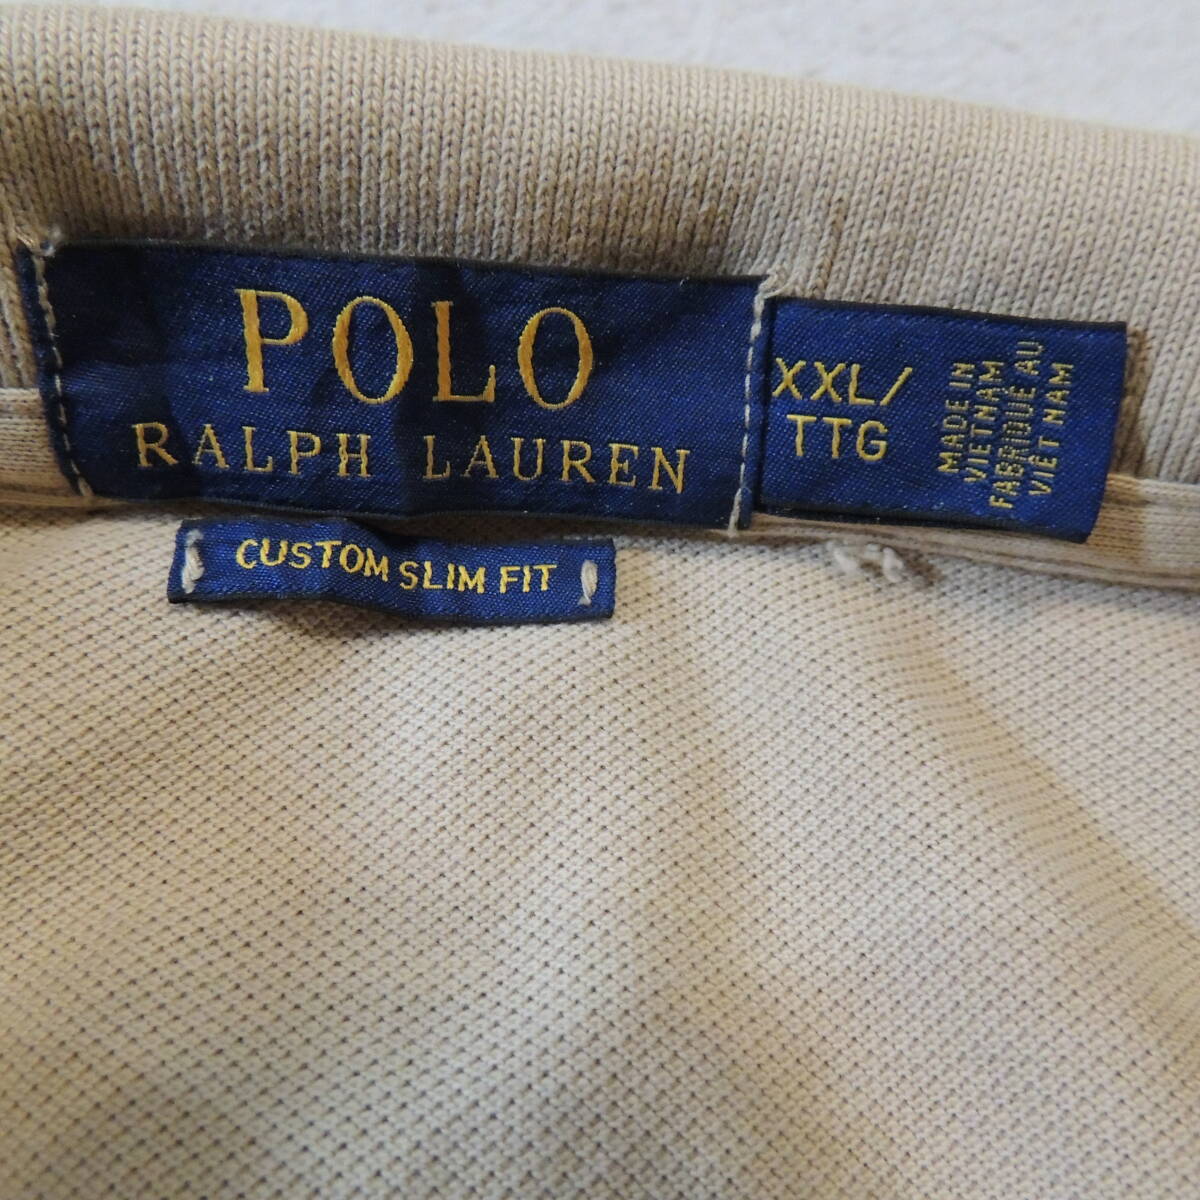 POLO
RALPH LAUREN
CUSTOM SLIM FIT
XXL/
TTG
MADE IN
VIETNAM
FABRIQUÉ AU
VIET NAM